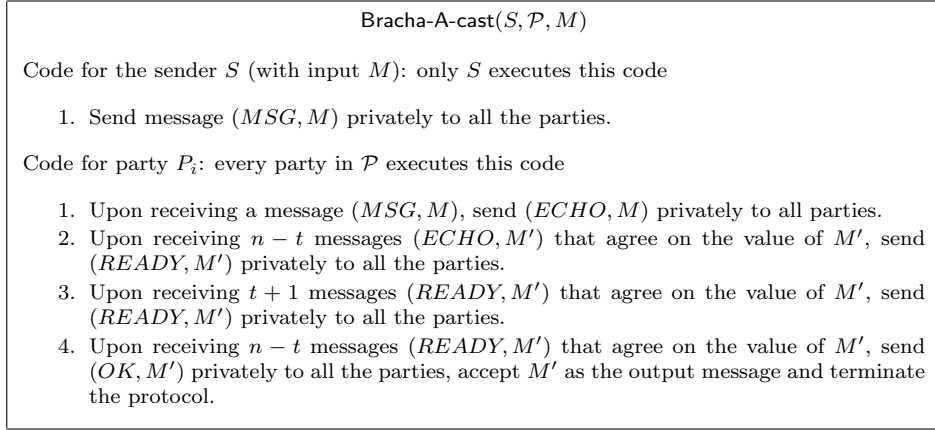 Bracha-A-cast(S, 𝒫, M)
Code for the sender S (with input M): only S executes this code
1. Send message (MSG, M) privately to all the parties.
Code for party Pᵢ: every party in 𝒫 executes this code
1. Upon receiving a message (MSG, M), send (ECHO, M) privately to all parties.
2. Upon receiving n − t messages (ECHO, M′) that agree on the value of M′, send
(READY, M′) privately to all the parties.
3. Upon receiving t + 1 messages (READY, M′) that agree on the value of M′, send
(READY, M′) privately to all the parties.
4. Upon receiving n − t messages (READY, M′) that agree on the value of M′, send
(OK, M′) privately to all the parties, accept M′ as the output message and terminate
the protocol.